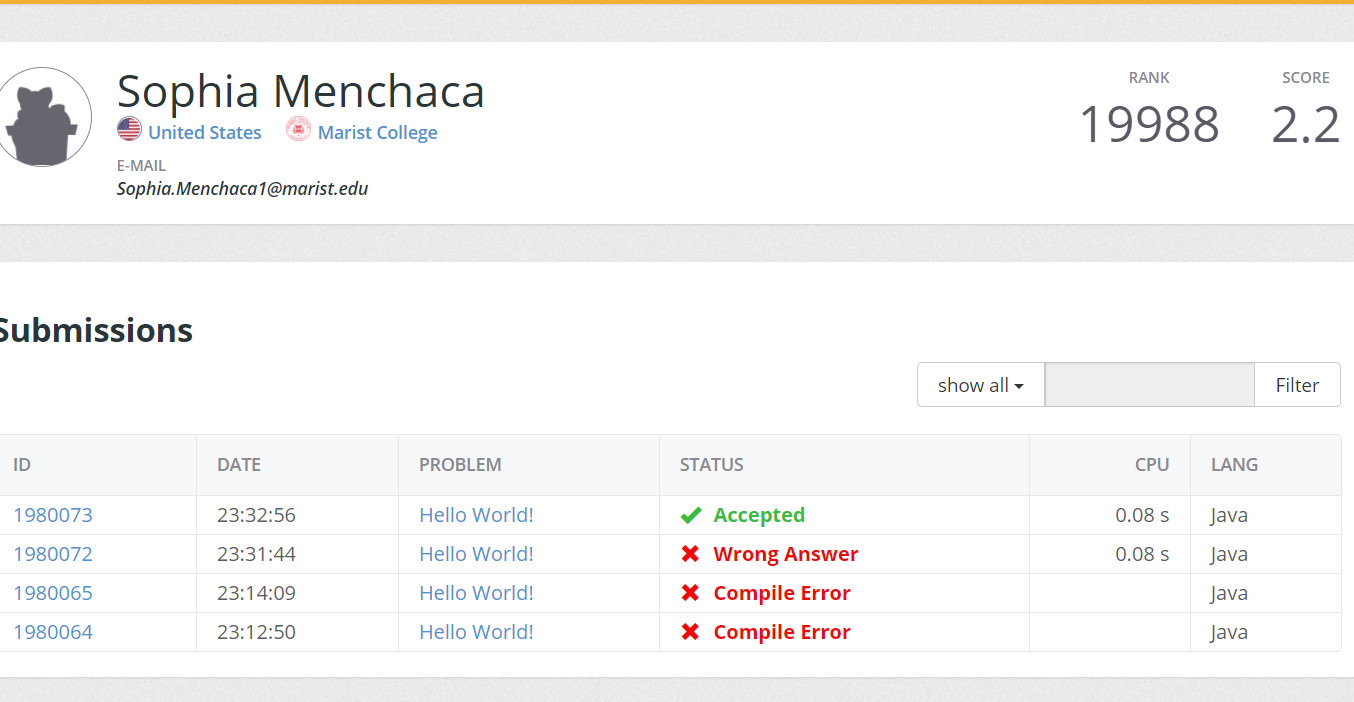 Sophia Menchaca
United States Marist College
E-MAIL
Sophia.Menchaca1@marist.edu
RANK
19988
SCORE
2.2
Submissions
show all Filter
ID DATE PROBLEM STATUS CPU LANG
1980073 23:32:56 Hello World! Accepted 0.08 s Java
1980072 23:31:44 Hello World! Wrong Answer 0.08 s Java
1980065 23:14:09 Hello World! Compile Error Java
1980064 23:12:50 Hello World! Compile Error Java